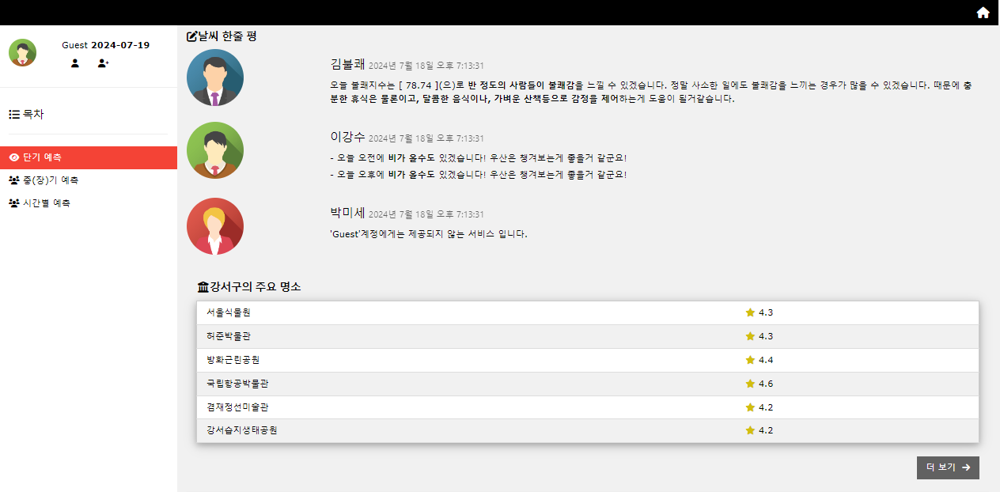 Guest 2024-07-19
목차
단기 예측
중(장)기 예측
시간별 예측
날씨 한줄 평
김불쾌 2024년 7월 18일 오후 7:13:31
오늘 불쾌지수는 [ 78.74 ](으)로 반 정도의 사람들이 불쾌감을 느낄 수 있겠습니다. 정말 사소한 일에도 불쾌감을 느끼는 경우가 많을 수 있겠습니다. 때문에 충
분한 휴식은 물론이고, 달콤한 음식이나, 가벼운 산책등으로 감정을 제어하는게 도움이 될거같습니다.
이강수 2024년 7월 18일 오후 7:13:31
- 오늘 오전에 비가 올수도 있겠습니다! 우산은 챙겨보는게 좋을거 같군요!
- 오늘 오후에 비가 올수도 있겠습니다! 우산은 챙겨보는게 좋을거 같군요!
박미세 2024년 7월 18일 오후 7:13:31
'Guest'계정에게는 제공되지 않는 서비스 입니다.
강서구의 주요 명소
서울식물원 4.3
허준박물관 4.3
방화근린공원 4.4
국립항공박물관 4.6
겸재정선미술관 4.2
강서습지생태공원 4.2
더 보기